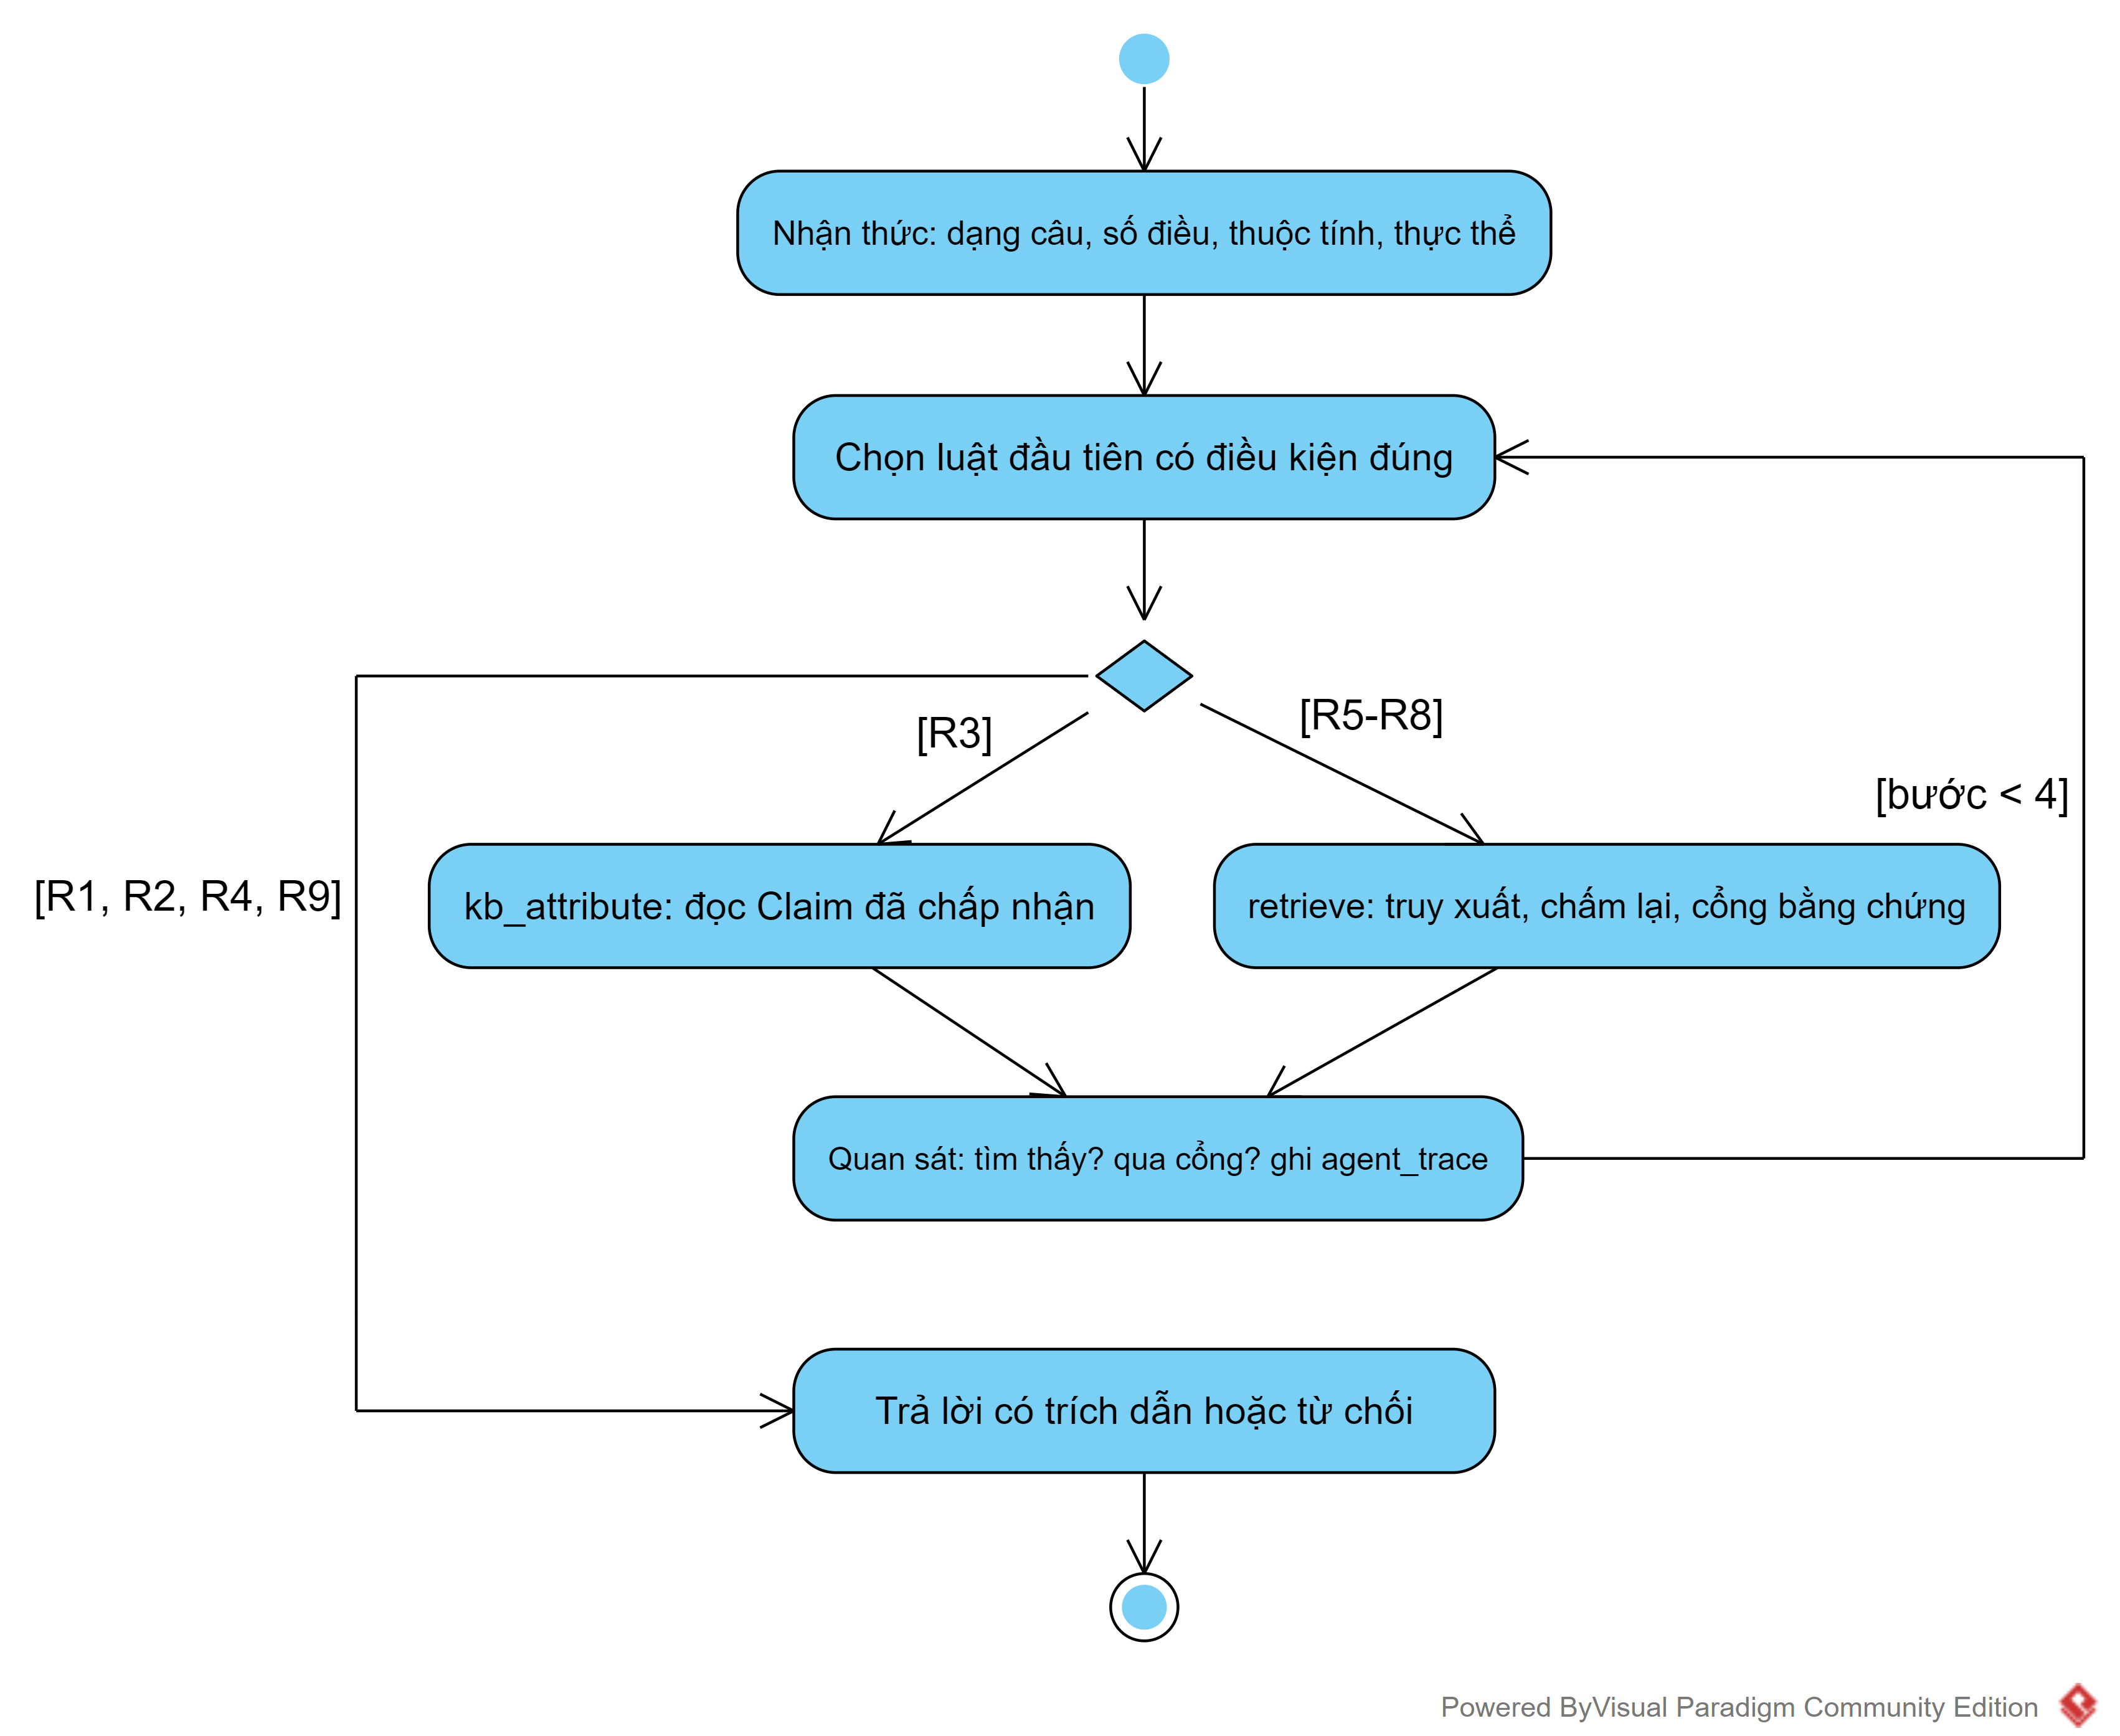 Nhận thức: dạng câu, số điều, thuộc tính, thực thể
Chọn luật đầu tiên có điều kiện đúng
[R3]
[R5-R8]
[bước < 4]
[R1, R2, R4, R9]
kb_attribute: đọc Claim đã chấp nhận
retrieve: truy xuất, chấm lại, cổng bằng chứng
Quan sát: tìm thấy? qua cổng? ghi agent_trace
Trả lời có trích dẫn hoặc từ chối
Powered ByVisual Paradigm Community Edition